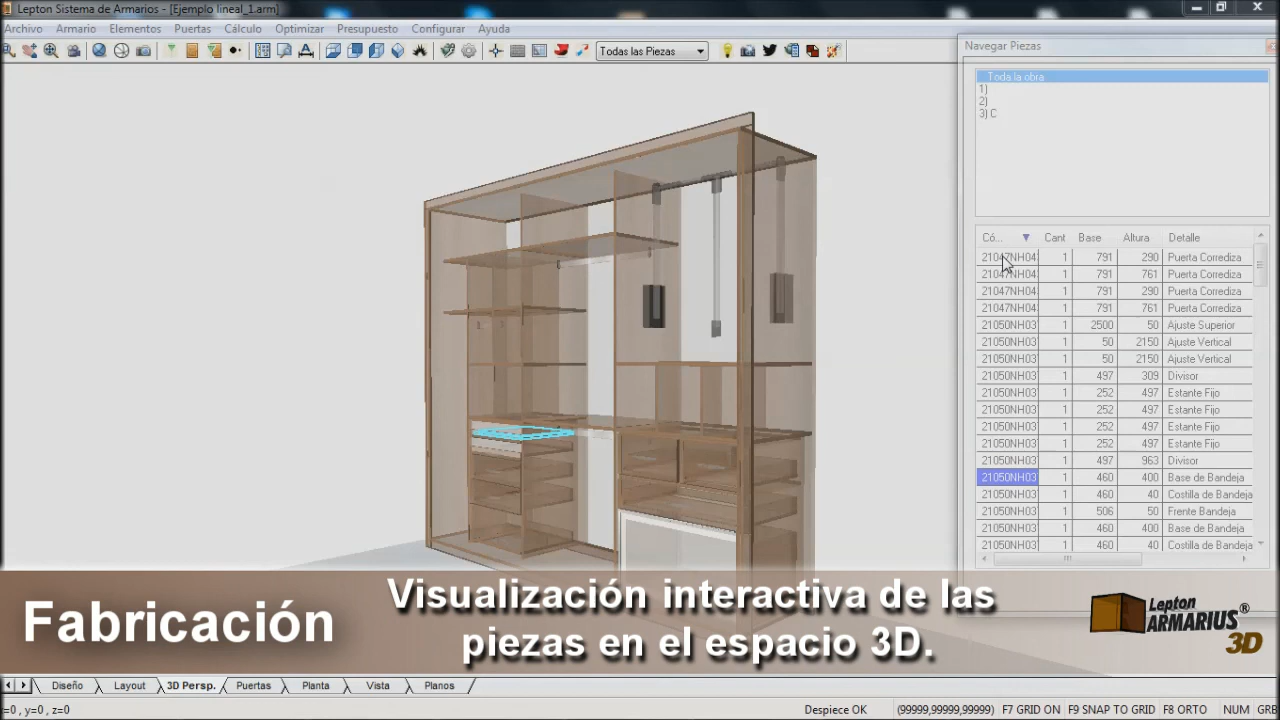 Lepton Sistema de Armarios - [Ejemplo lineal_1.arm]
Archivo Armario Elementos Puertas Cálculo Optimizar Presupuesto Configurar Ayuda
Todas las Piezas
Navegar Piezas
Toda la obra
1)
2)
3) C
Có... Cant Base Altura Detalle
21047NH04 1 791 290 Puerta Corrediza
21047NH04 1 791 761 Puerta Corrediza
21047NH04 1 791 290 Puerta Corrediza
21047NH04 1 791 761 Puerta Corrediza
21050NH03 1 2500 50 Ajuste Superior
21050NH03 1 50 2150 Ajuste Vertical
21050NH03 1 50 2150 Ajuste Vertical
21050NH03 1 497 309 Divisor
21050NH03 1 252 497 Estante Fijo
21050NH03 1 252 497 Estante Fijo
21050NH03 1 252 497 Estante Fijo
21050NH03 1 252 497 Estante Fijo
21050NH03 1 497 963 Divisor
21050NH03 1 460 400 Base de Bandeja
21050NH03 1 460 40 Costilla de Bandeja
21050NH03 1 506 50 Frente Bandeja
21050NH03 1 460 400 Base de Bandeja
21050NH03 1 460 40 Costilla de Bandeja
Fabricación
Visualización interactiva de las
piezas en el espacio 3D.
Lepton
ARMARIUS®
3D
Diseño Layout 3D Persp. Puertas Planta Vista Planos
=0 , y=0 , z=0 Despiece OK (99999,99999,99999) F7 GRID ON F9 SNAP TO GRID F8 ORTO NUM GRE